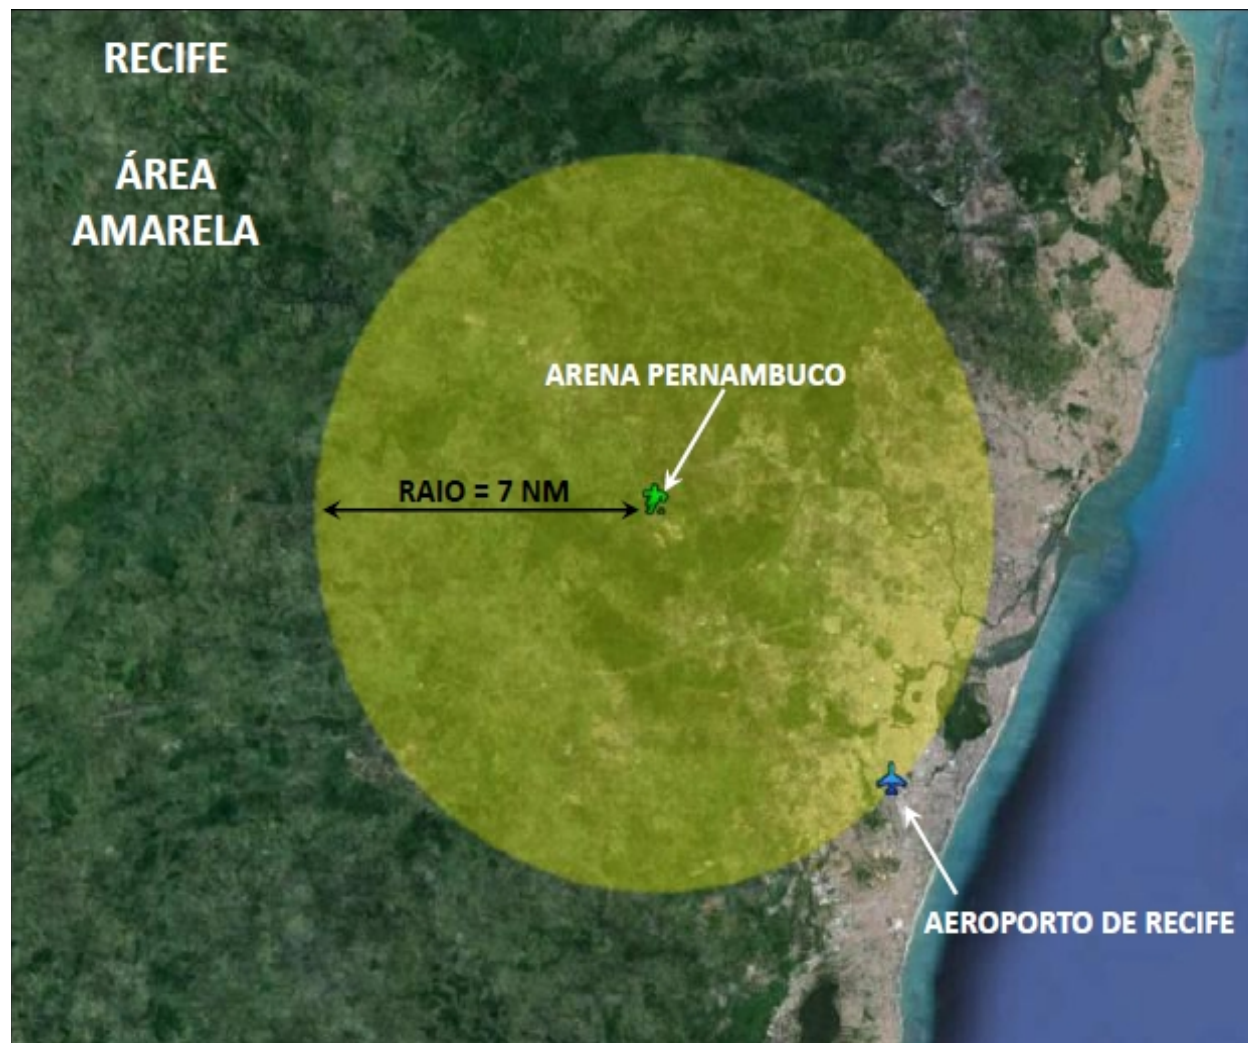 RECIFE
ÁREA
AMARELA
ARENA PERNAMBUCO
RAIO = 7 NM
AEROPORTO DE RECIFE